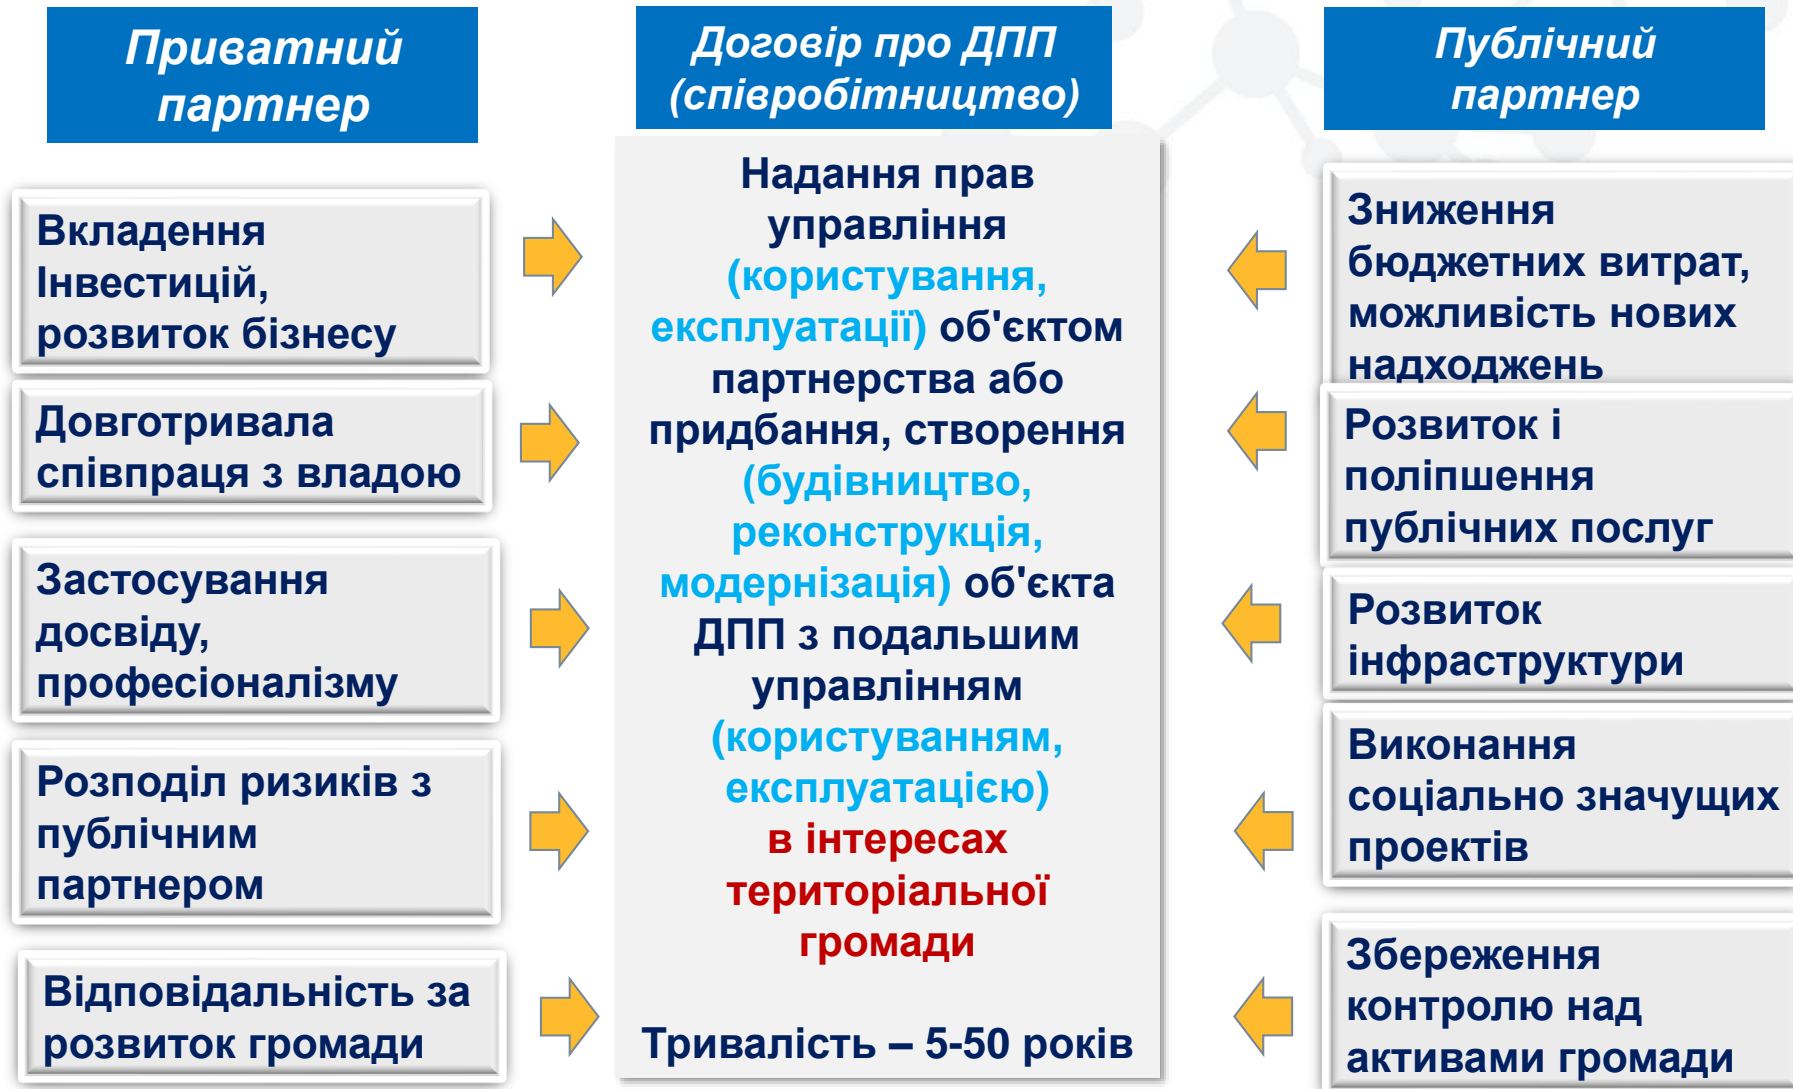 Приватний
партнер
Вкладення
Інвестицій,
розвиток бізнесу
Довготривала
співпраця з владою
Застосування
досвіду,
професіоналізму
Розподіл ризиків з
публічним
партнером
Відповідальність за
розвиток громади
Договір про ДПП
(співробітництво)
Надання прав
управління
(користування,
експлуатації) об'єктом
партнерства або
придбання, створення
(будівництво,
реконструкція,
модернізація) об'єкта
ДПП з подальшим
управлінням
(користуванням,
експлуатацією)
в інтересах
територіальної
громади
Тривалість – 5-50 років
Публічний
партнер
Зниження
бюджетних витрат,
можливість нових
надходжень
Розвиток і
поліпшення
публічних послуг
Розвиток
інфраструктури
Виконання
соціально значущих
проектів
Збереження
контролю над
активами громади